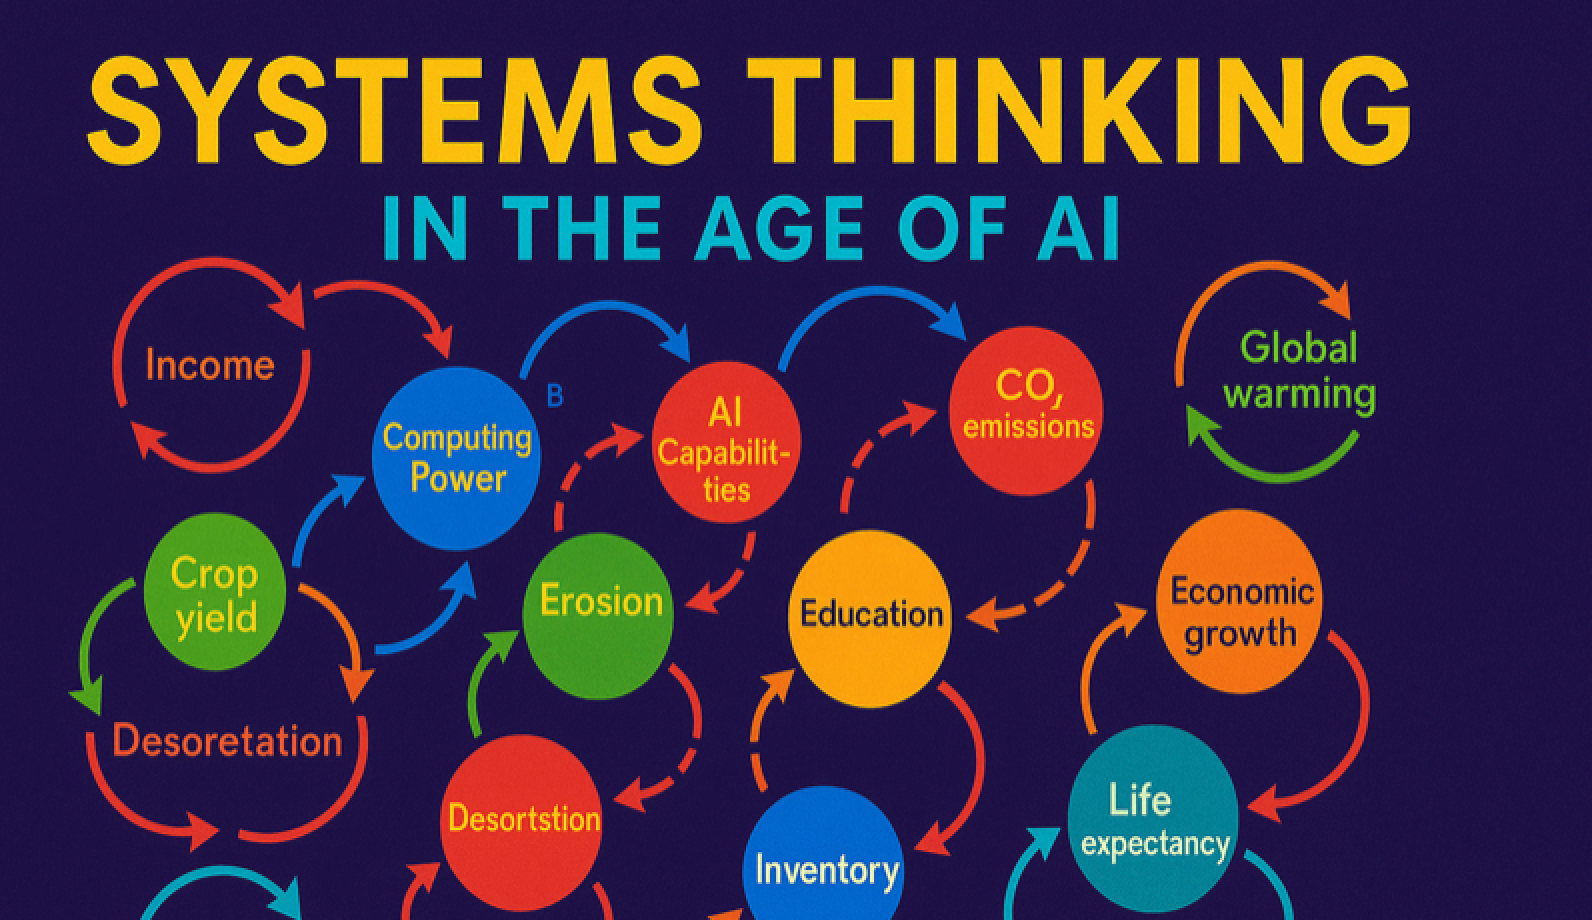 SYSTEMS THINKING
IN THE AGE OF AI
Income
Computing
Power
B
AI
Capabilit-
ties
CO,
emissions
Global
warming
Crop
yield
Erosion
Education
Economic
growth
Desoretation
Desortstion
Inventory
Life
expectancy